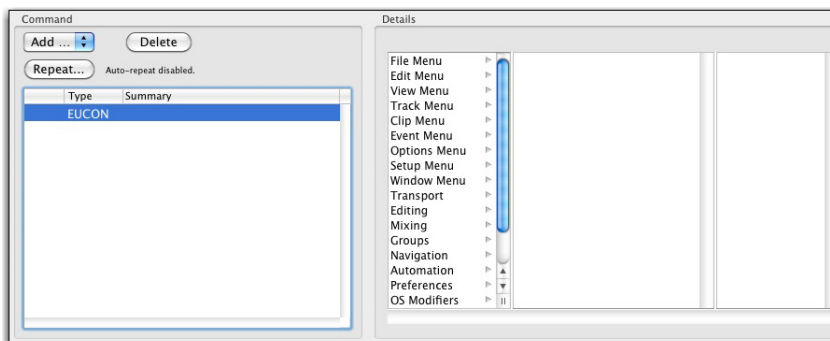 Command
Add ...
Delete
Repeat...
Auto-repeat disabled.
Type Summary
EUCON
Details
File Menu
Edit Menu
View Menu
Track Menu
Clip Menu
Event Menu
Options Menu
Setup Menu
Window Menu
Transport
Editing
Mixing
Groups
Navigation
Automation
Preferences
OS Modifiers